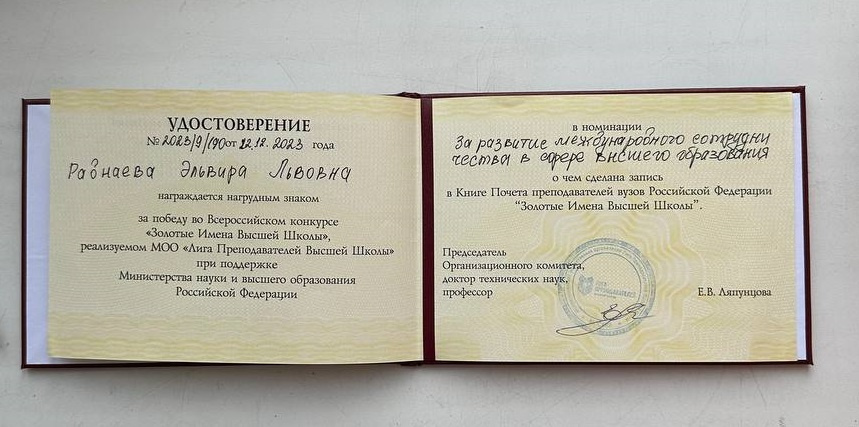 УДОСТОВЕРЕНИЕ
№ 2023/9/190 от 22.12.2023 года
Раднаева Эльвира Львовна
награждается нагрудным знаком
за победу во Всероссийском конкурсе
«Золотые Имена Высшей Школы»,
реализуемом МОО «Лига Преподавателей Высшей Школы»
при поддержке
Министерства науки и высшего образования
Российской Федерации
в номинации
За развитие международного сотрудни
чества в сфере высшего образования
о чем сделана запись
в Книге Почета преподавателей вузов Российской Федерации
"Золотые Имена Высшей Школы".
Председатель
Организационного комитета,
доктор технических наук,
профессор
Е.В. Ляпунцова